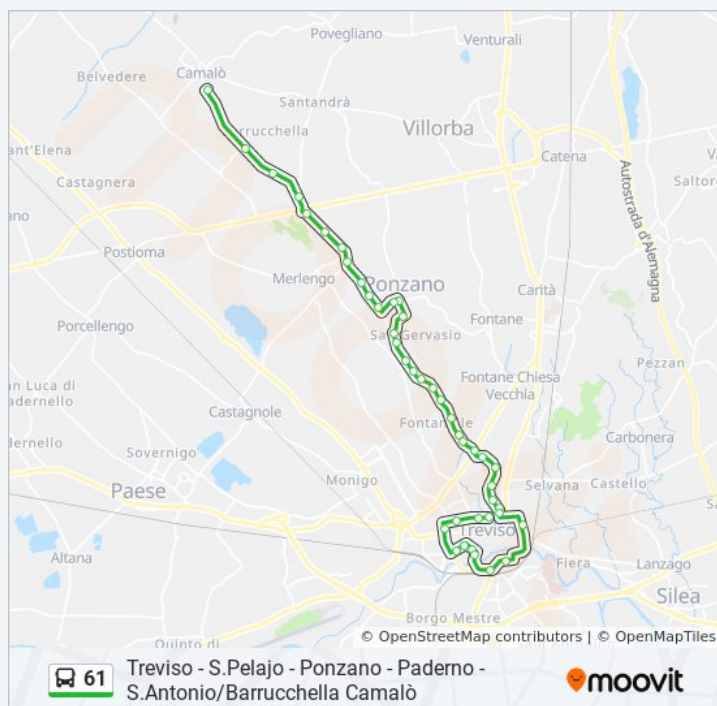 Povegliano
Venturali
Camalò
Belvedere
Santandrà
Villorba
rrucchella
ant'Elena
Catena
Castagnera
Autostrada d'Alemagna
Saltore
ano
Postioma
Merlengo
Ponzano
Carità
Porcellengo
San Gervasio
Fontane
Pezzan
an Luca di
adernello
Fontane Chiesa
Vecchia
Castagnole
Fontanelle
Carbonera
dernello
Sovernigo
Monigo
Selvana
Castello
Paese
Treviso
Altana
Fiera
Lanzago
Silea
Borgo Mestre
Quinto di
© OpenStreetMap contributors | © OpenMapTiles
61
Treviso - S.Pelajo - Ponzano - Paderno -
S.Antonio/Barrucchella Camalò
moovit